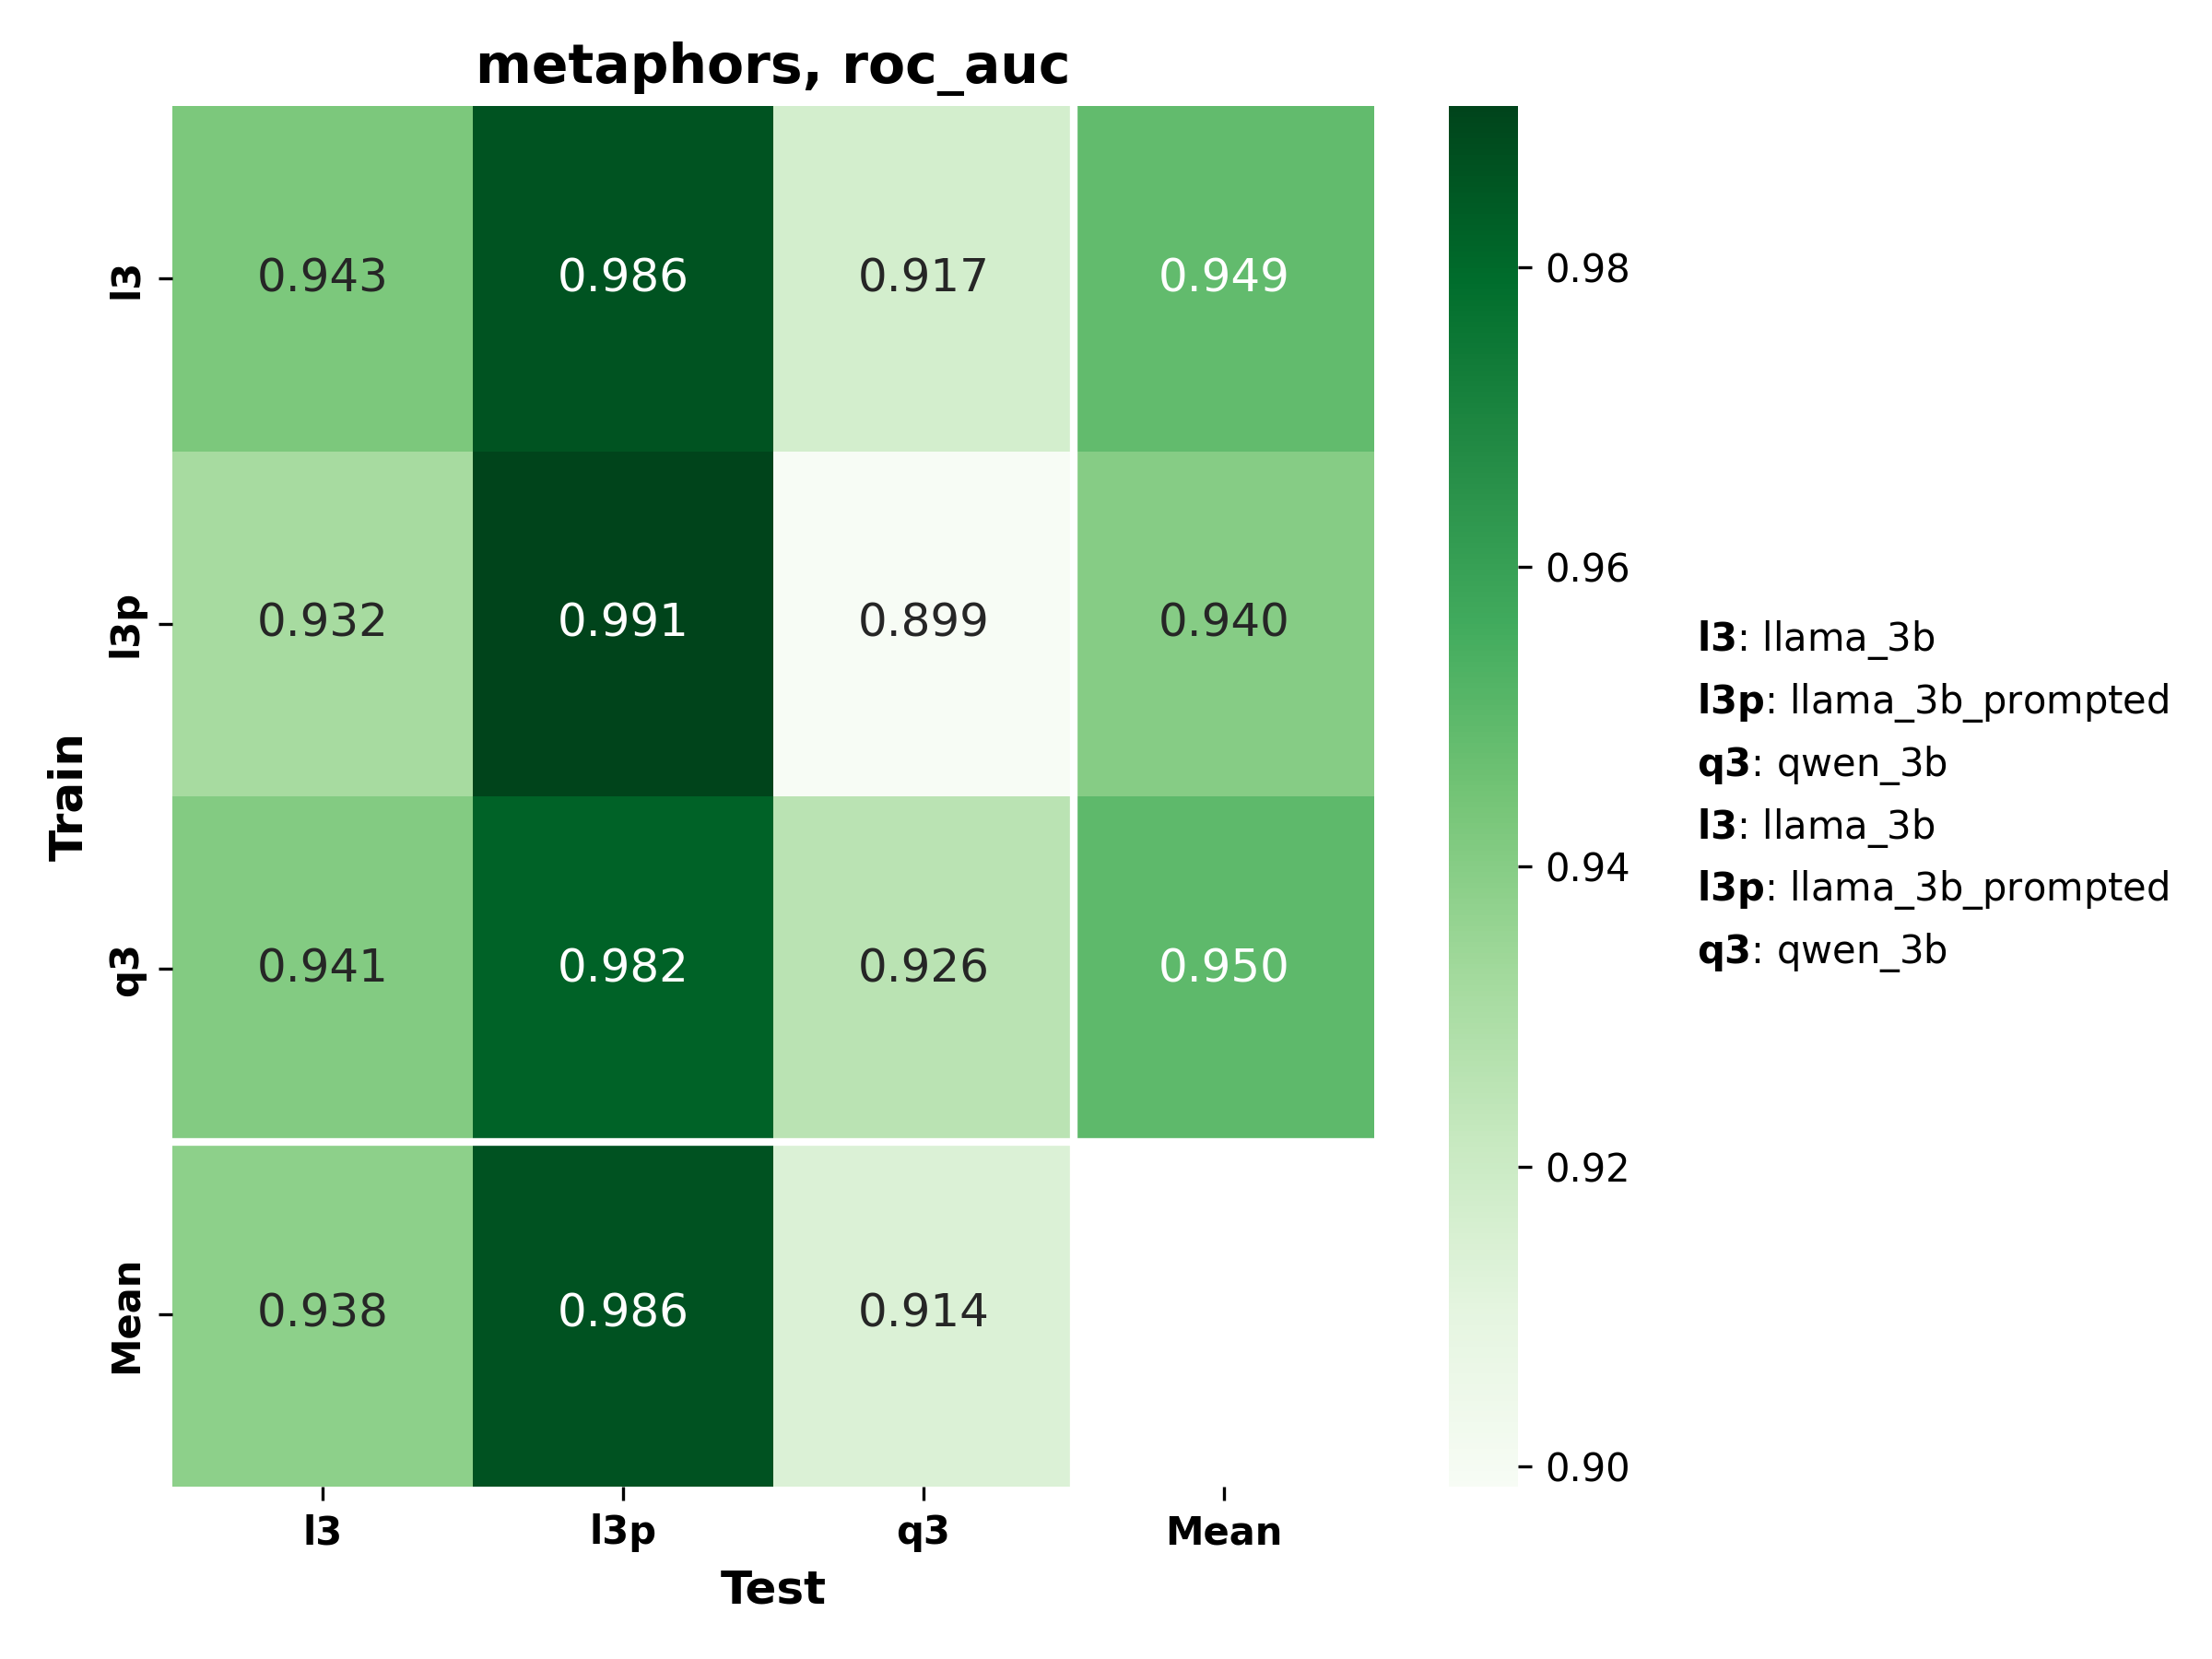 metaphors, roc_auc
Train
l3
0.943 0.986 0.917 0.949
l3p
0.932 0.991 0.899 0.940
q3
0.941 0.982 0.926 0.950
Mean
0.938 0.986 0.914
l3 l3p q3 Mean
Test
0.98
0.96
0.94
0.92
0.90
l3: llama_3b
l3p: llama_3b_prompted
q3: qwen_3b
l3: llama_3b
l3p: llama_3b_prompted
q3: qwen_3b